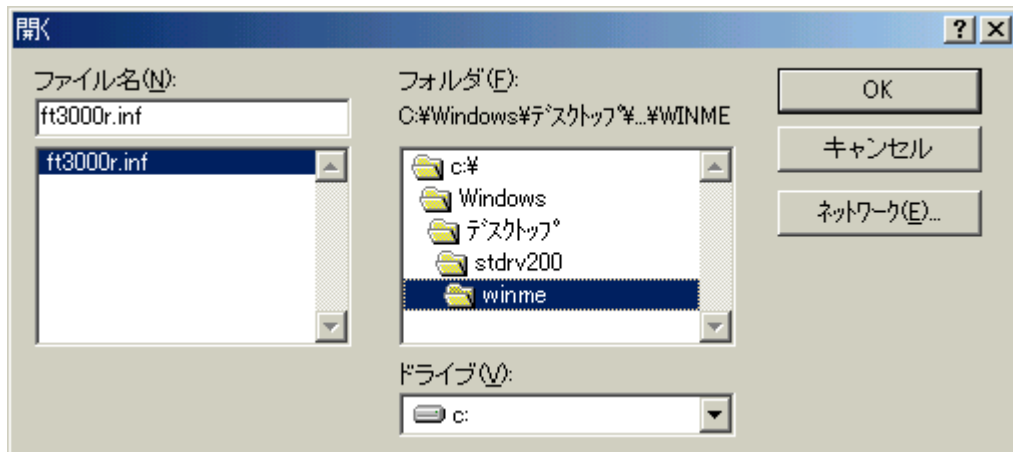 開く
ファイル名(N):
ft3000r.inf
ft3000r.inf
フォルダ(F):
C:¥Windows¥デスクトップ¥...¥WINME
c:¥
Windows
デスクトップ
stdrv200
winme
ドライブ(V):
c:
OK
キャンセル
ネットワーク(E)...